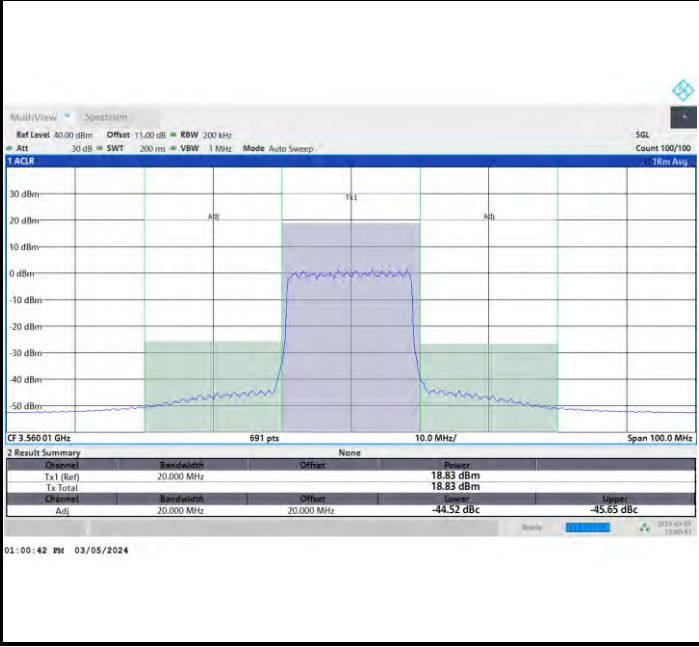 MultiView Spectrum
Ref Level 40.00 dBm Offset 11.00 dB RBW 200 kHz SGL
Att 30 dB SWT 200 ms VBW 1 MHz Mode Auto Sweep Count 100/100
1 ACLR 1Rm Avg
Tx1
30 dBm
Adj Adj
20 dBm
10 dBm
0 dBm
-10 dBm
-20 dBm
-30 dBm
-40 dBm
-50 dBm
CF 3.560 01 GHz 691 pts 10.0 MHz/ Span 100.0 MHz
2 Result Summary None
Channel Bandwidth Offset Power
Tx1 (Ref) 20.000 MHz 18.83 dBm
Tx Total 18.83 dBm
Channel Bandwidth Offset Lower Upper
Adj 20.000 MHz 20.000 MHz -44.52 dBc -45.65 dBc
Ready
01:00:42 PM 03/05/2024